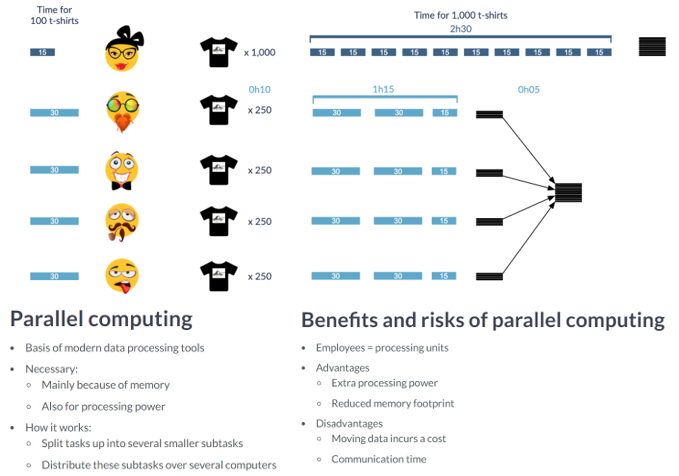 Time for
100 t-shirts
Time for 1,000 t-shirts
2h30
15
x 1,000
15 15 15 15 15 15 15 15 15 15
0h10
1h15
0h05
30
x 250
30 30 15
30
x 250
30 30 15
30
x 250
30 30 15
30
x 250
30 30 15
Parallel computing
• Basis of modern data processing tools
• Necessary:
◦ Mainly because of memory
◦ Also for processing power
• How it works:
◦ Split tasks up into several smaller subtasks
◦ Distribute these subtasks over several computers
Benefits and risks of parallel computing
• Employees = processing units
• Advantages
◦ Extra processing power
◦ Reduced memory footprint
• Disadvantages
◦ Moving data incurs a cost
◦ Communication time